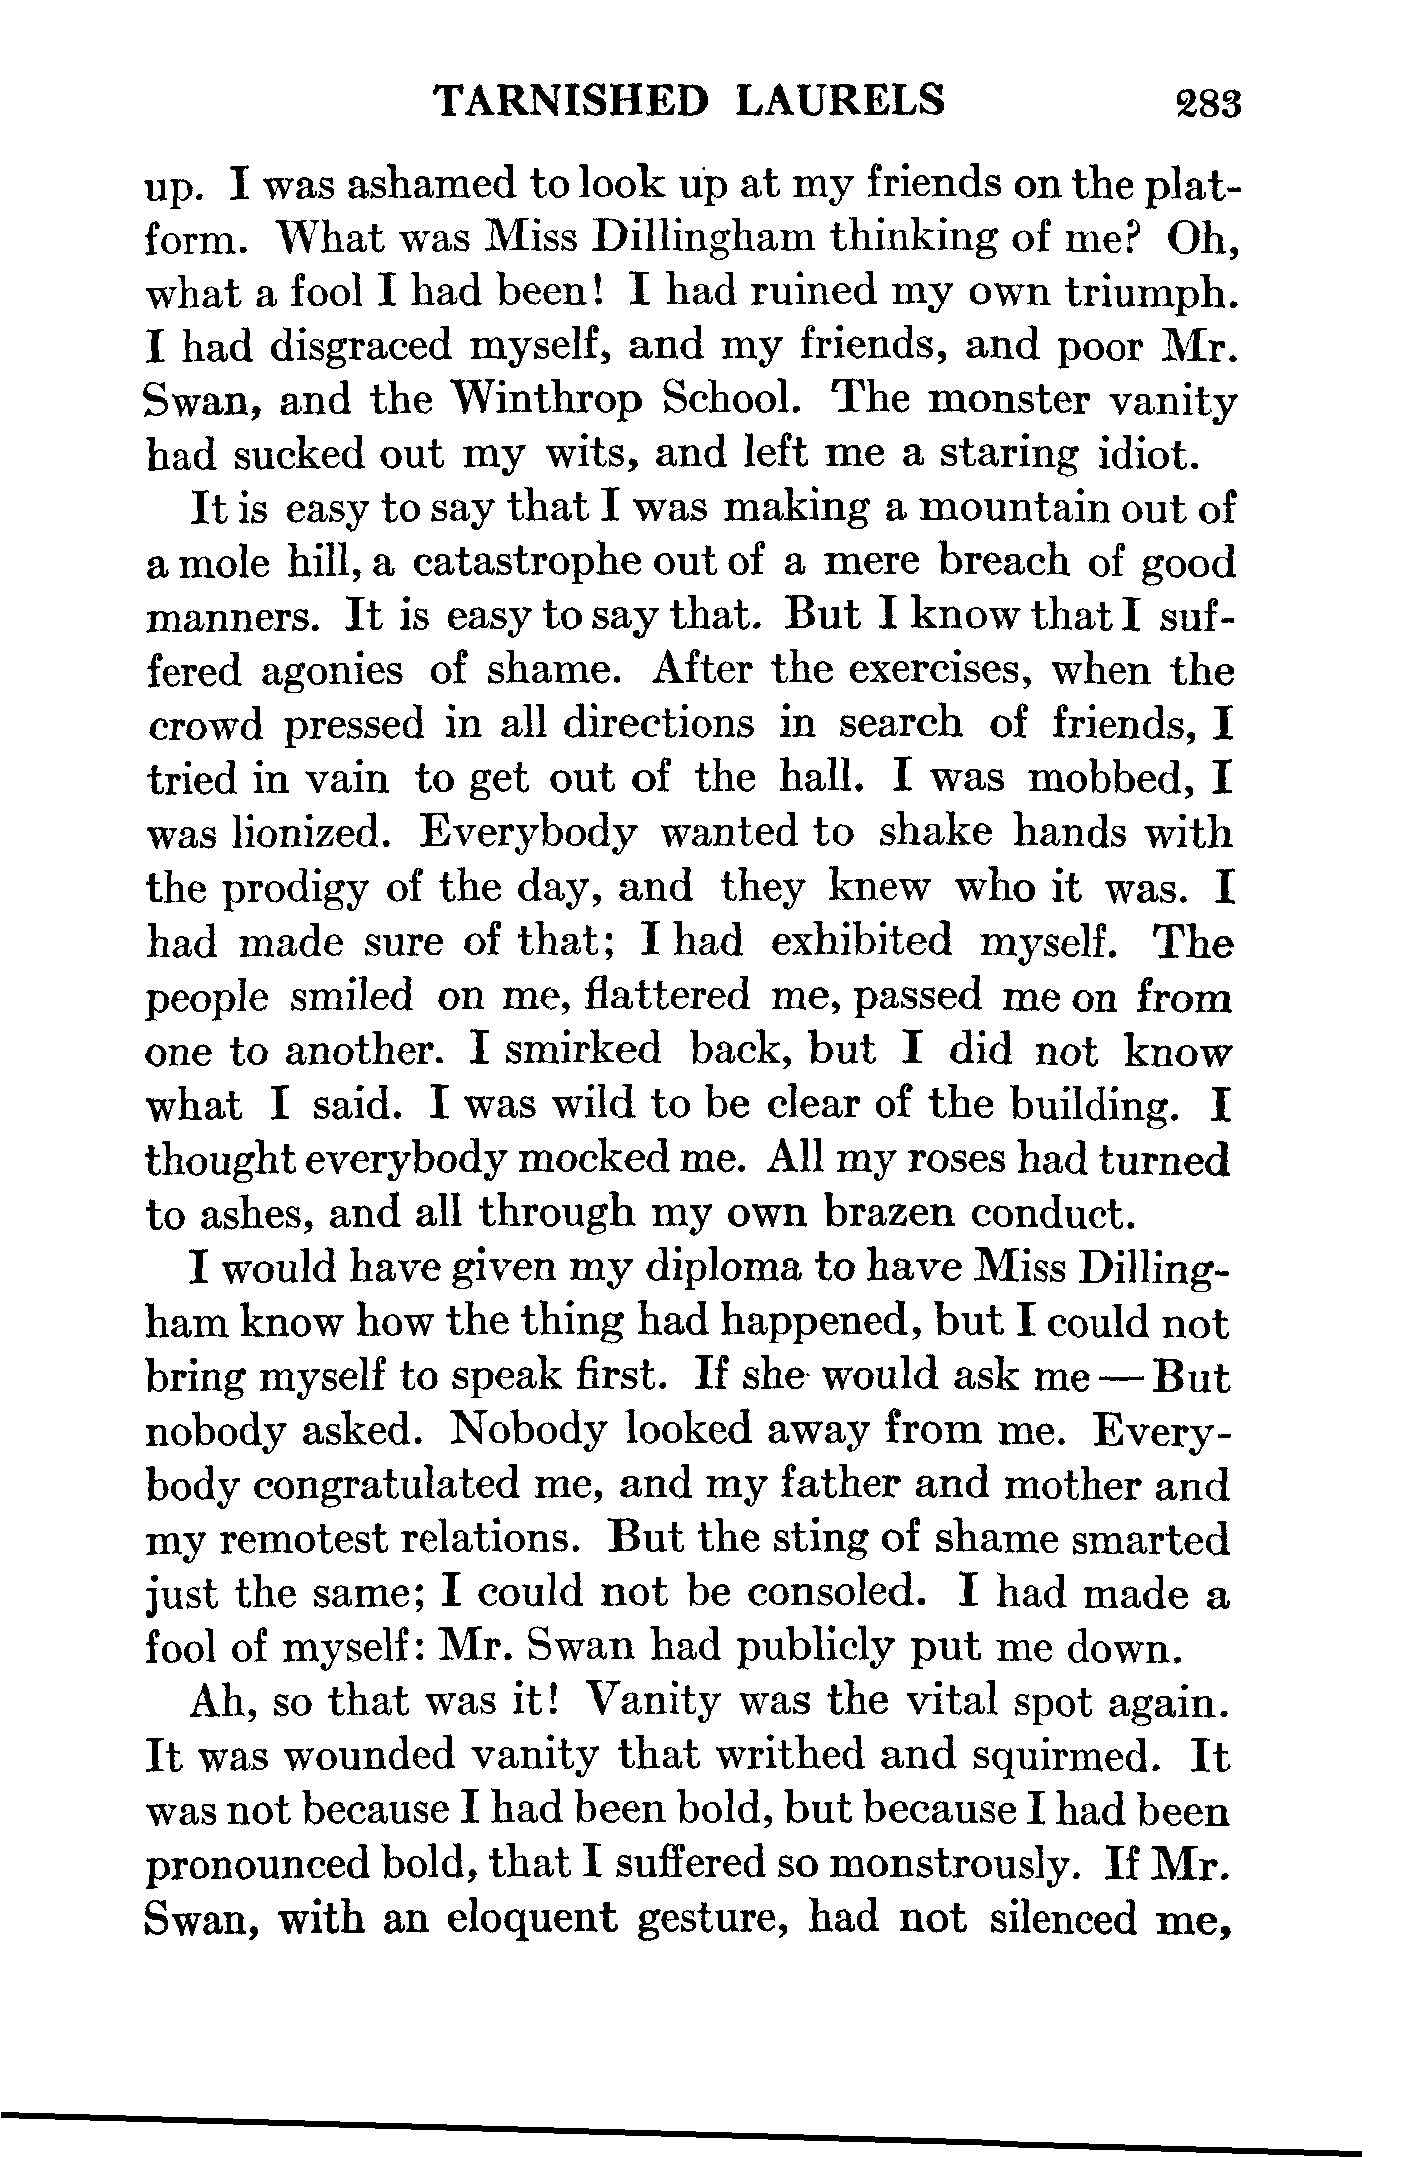 TARNISHED LAURELS 283
up. I was ashamed to look up at my friends on the plat-
form. What was Miss Dillingham thinking of me? Oh,
what a fool I had been! I had ruined my own triumph.
I had disgraced myself, and my friends, and poor Mr.
Swan, and the Winthrop School. The monster vanity
had sucked out my wits, and left me a staring idiot.
It is easy to say that I was making a mountain out of
a mole hill, a catastrophe out of a mere breach of good
manners. It is easy to say that. But I know that I suf-
fered agonies of shame. After the exercises, when the
crowd pressed in all directions in search of friends, I
tried in vain to get out of the hall. I was mobbed, I
was lionized. Everybody wanted to shake hands with
the prodigy of the day, and they knew who it was. I
had made sure of that; I had exhibited myself. The
people smiled on me, flattered me, passed me on from
one to another. I smirked back, but I did not know
what I said. I was wild to be clear of the building. I
thought everybody mocked me. All my roses had turned
to ashes, and all through my own brazen conduct.
I would have given my diploma to have Miss Dilling-
ham know how the thing had happened, but I could not
bring myself to speak first. If she would ask me — But
nobody asked. Nobody looked away from me. Every-
body congratulated me, and my father and mother and
my remotest relations. But the sting of shame smarted
just the same; I could not be consoled. I had made a
fool of myself: Mr. Swan had publicly put me down.
Ah, so that was it! Vanity was the vital spot again.
It was wounded vanity that writhed and squirmed. It
was not because I had been bold, but because I had been
pronounced bold, that I suffered so monstrously. If Mr.
Swan, with an eloquent gesture, had not silenced me,